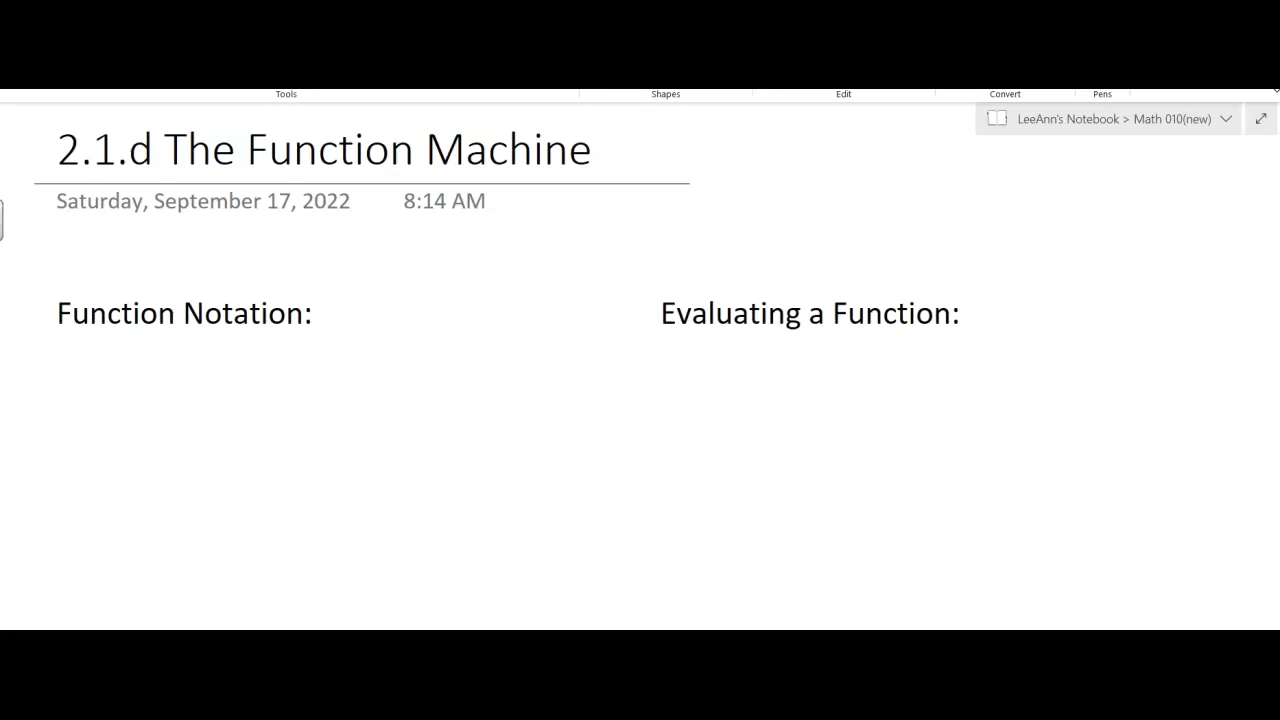 Tools Shapes Edit Convert Pens
LeeAnn's Notebook > Math 010(new)
2.1.d The Function Machine
Saturday, September 17, 2022 8:14 AM
Function Notation: Evaluating a Function: